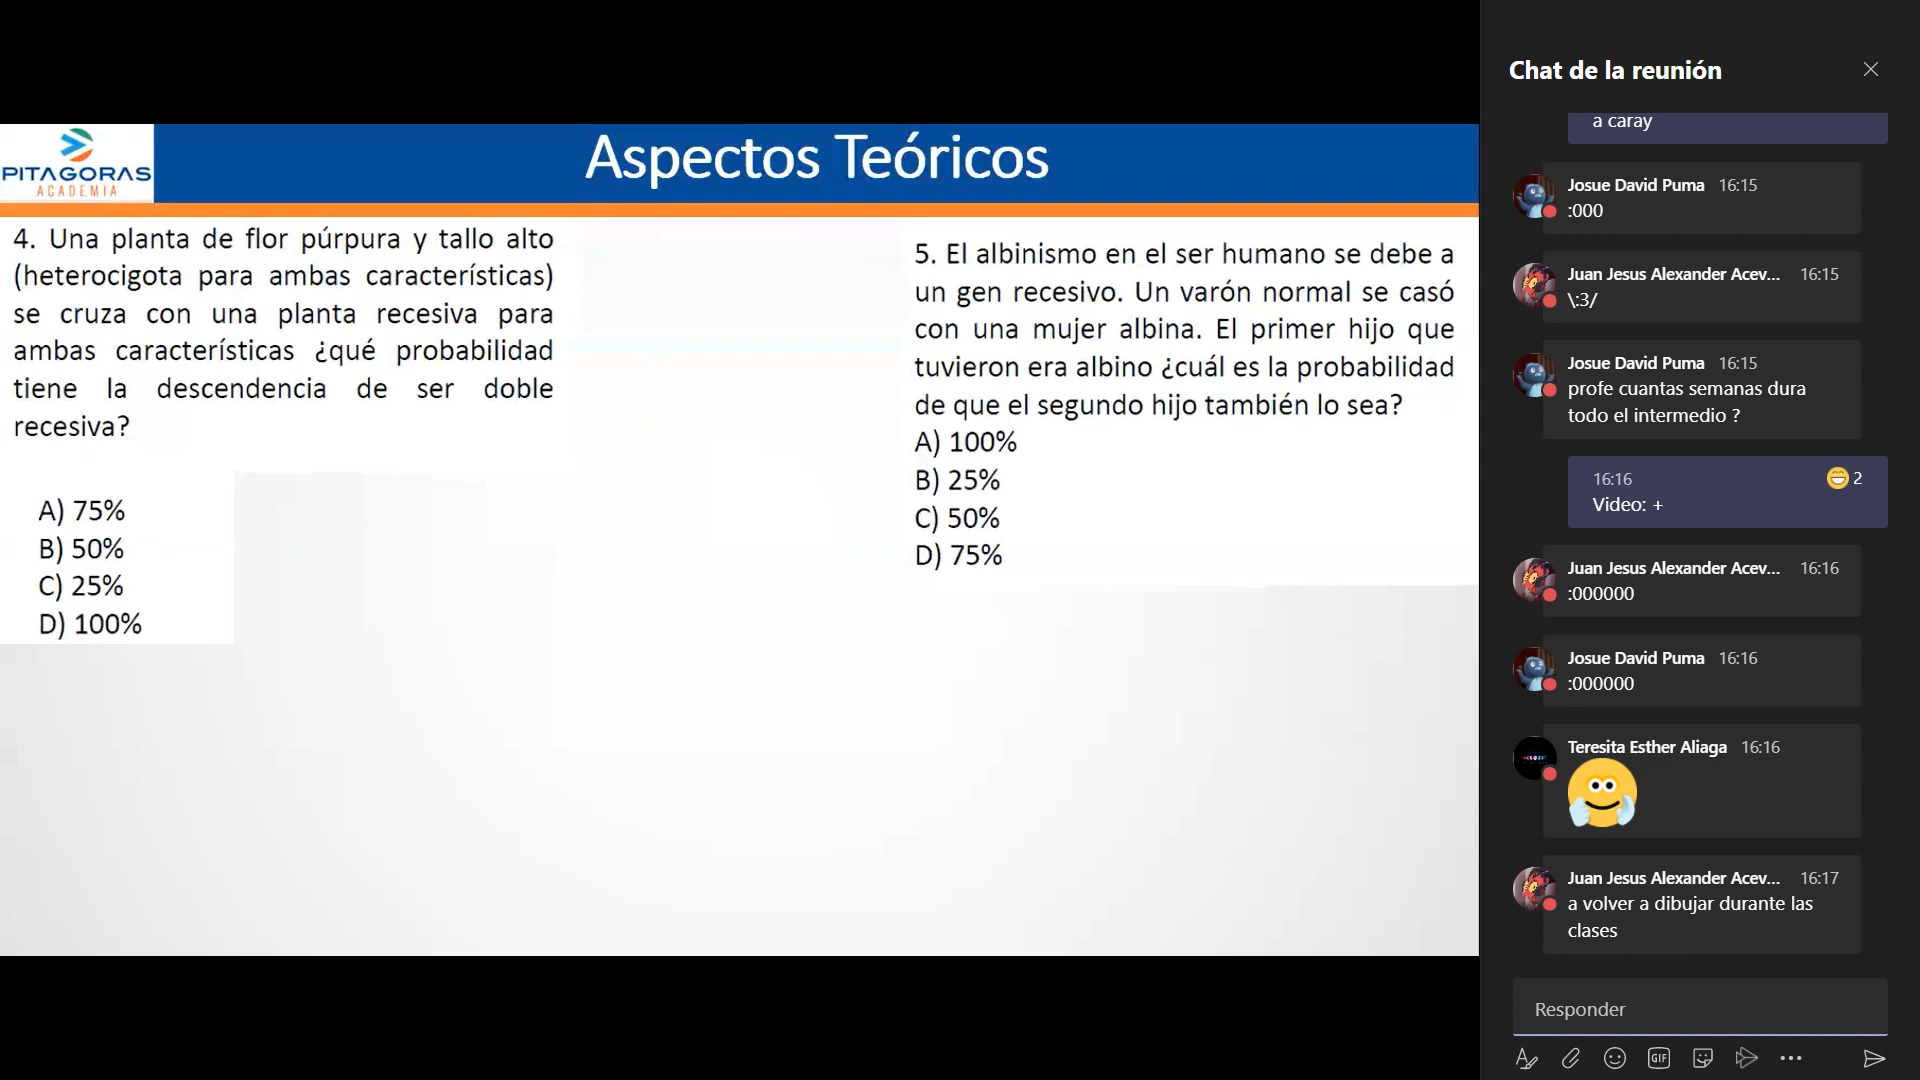 PITAGORAS
ACADEMIA
Aspectos Teóricos
4. Una planta de flor púrpura y tallo alto
(heterocigota para ambas características)
se cruza con una planta recesiva para
ambas características ¿qué probabilidad
tiene la descendencia de ser doble
recesiva?
A) 75%
B) 50%
C) 25%
D) 100%
5. El albinismo en el ser humano se debe a
un gen recesivo. Un varón normal se casó
con una mujer albina. El primer hijo que
tuvieron era albino ¿cuál es la probabilidad
de que el segundo hijo también lo sea?
A) 100%
B) 25%
C) 50%
D) 75%
Chat de la reunión
a caray
Josue David Puma 16:15
:000
Juan Jesus Alexander Acev... 16:15
\:3/
Josue David Puma 16:15
profe cuantas semanas dura
todo el intermedio ?
16:16 2
Video: +
Juan Jesus Alexander Acev... 16:16
:000000
Josue David Puma 16:16
:000000
Teresita Esther Aliaga 16:16
Juan Jesus Alexander Acev... 16:17
a volver a dibujar durante las
clases
Responder
GIF